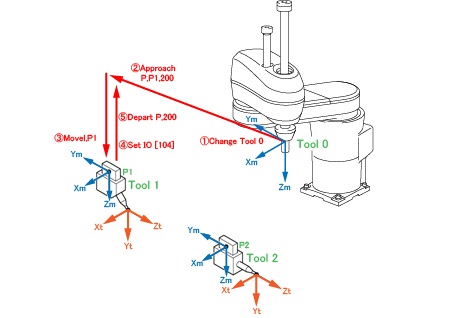 ②Approach
P.P1,200
⑤Depart P,200
③Movel,P1
④Set IO [104]
①Change Tool 0
Ym
Tool 0
Xm
Zm
Ym
P1
Tool 1
Xm
Zm
Xt
Zt
Yt
Ym
P2
Tool 2
Xm
Zm
Xt
Zt
Yt